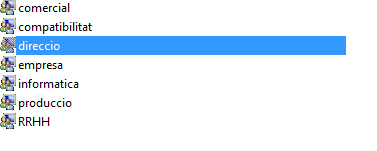 comercial
compatibilitat
direccio
empresa
informatica
produccio
RRHH